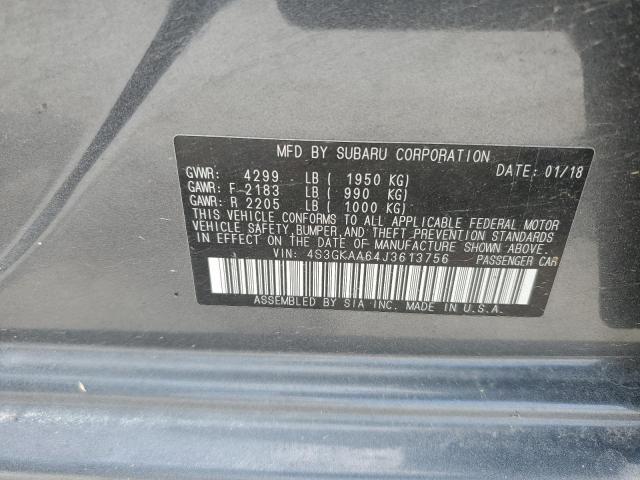 MFD BY SUBARU CORPORATION DATE: 01/18
GVWR: 4299 LB ( 1950 KG)
GAWR: F 2183 LB ( 990 KG)
GAWR: R 2205 LB ( 1000 KG)
THIS VEHICLE CONFORMS TO ALL APPLICABLE FEDERAL MOTOR
VEHICLE SAFETY, BUMPER, AND THEFT PREVENTION STANDARDS
IN EFFECT ON THE DATE OF MANUFACTURE SHOWN ABOVE.
VIN: 4S3GKAA64J3613756 PASSENGER CAR
ASSEMBLED BY SIA INC. MADE IN U.S.A.